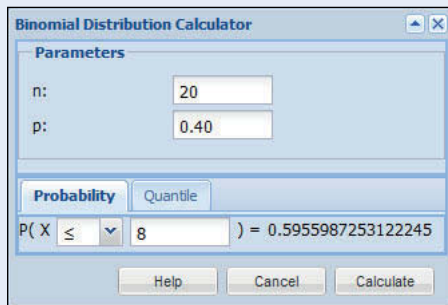 Binomial Distribution Calculator
Parameters
n: 20
p: 0.40
Probability Quantile
P( X ≤ 8 ) = 0.5955987253122245
Help Cancel Calculate